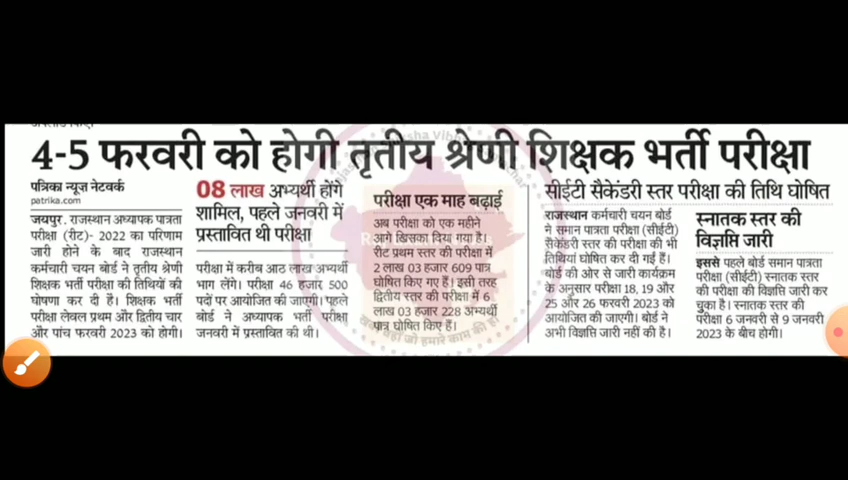 4-5 फरवरी को होगी तृतीय श्रेणी शिक्षक भर्ती परीक्षा
पत्रिका न्यूज नेटवर्क
patrika.com
जयपुर. राजस्थान अध्यापक पात्रता
परीक्षा (रीट)- 2022 का परिणाम
जारी होने के बाद राजस्थान
कर्मचारी चयन बोर्ड ने तृतीय श्रेणी
शिक्षक भर्ती परीक्षा की तिथियों की
घोषणा कर दी हैं। शिक्षक भर्ती
परीक्षा लेवल प्रथम और द्वितीय चार
और पांच फरवरी 2023 को होगी।
08 लाख अभ्यर्थी होंगे
शामिल, पहले जनवरी में
प्रस्तावित थी परीक्षा
परीक्षा में करीब आठ लाख अभ्यर्थी
भाग लेंगे। परीक्षा 46 हजार 500
पदों पर आयोजित की जाएगी। पहले
बोर्ड ने अध्यापक भर्ती परीक्षा
जनवरी में प्रस्तावित की थी।
परीक्षा एक माह बढ़ाई
अब परीक्षा को एक महीने
आगे खिसका दिया गया है।
रीट प्रथम स्तर की परीक्षा में
2 लाख 03 हजार 609 पात्र
घोषित किए गए हैं। इसी तरह
द्वितीय स्तर की परीक्षा में 6
लाख 03 हजार 228 अभ्यर्थी
पात्र घोषित किए हैं।
सीईटी सैकेंडरी स्तर परीक्षा की तिथि घोषित
राजस्थान कर्मचारी चयन बोर्ड
ने समान पात्रता परीक्षा (सीईटी)
सैकेंडरी स्तर की परीक्षा की भी
तिथियां घोषित कर दी गई हैं।
बोर्ड की ओर से जारी कार्यक्रम
के अनुसार परीक्षा 18, 19 और
25 और 26 फरवरी 2023 को
आयोजित की जाएगी। बोर्ड ने
अभी विज्ञप्ति जारी नहीं की है।
स्नातक स्तर की
विज्ञप्ति जारी
इससे पहले बोर्ड समान पात्रता
परीक्षा (सीईटी) स्नातक स्तर
की परीक्षा की विज्ञप्ति जारी कर
चुका है। स्नातक स्तर की
परीक्षा 6 जनवरी से 9 जनवरी
2023 के बीच होगी।